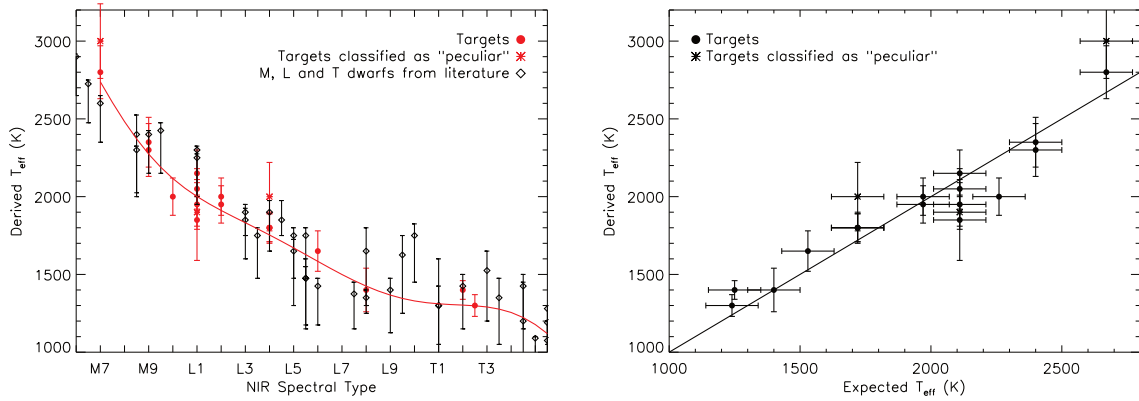 3000
2500
2000
1500
1000
Derived T_eff (K)
Targets
Targets classified as "peculiar"
M, L and T dwarfs from literature
M7 M9 L1 L3 L5 L7 L9 T1 T3
NIR Spectral Type
3000
2500
2000
1500
1000
Derived T_eff (K)
Targets
Targets classified as "peculiar"
1000 1500 2000 2500
Expected T_eff (K)